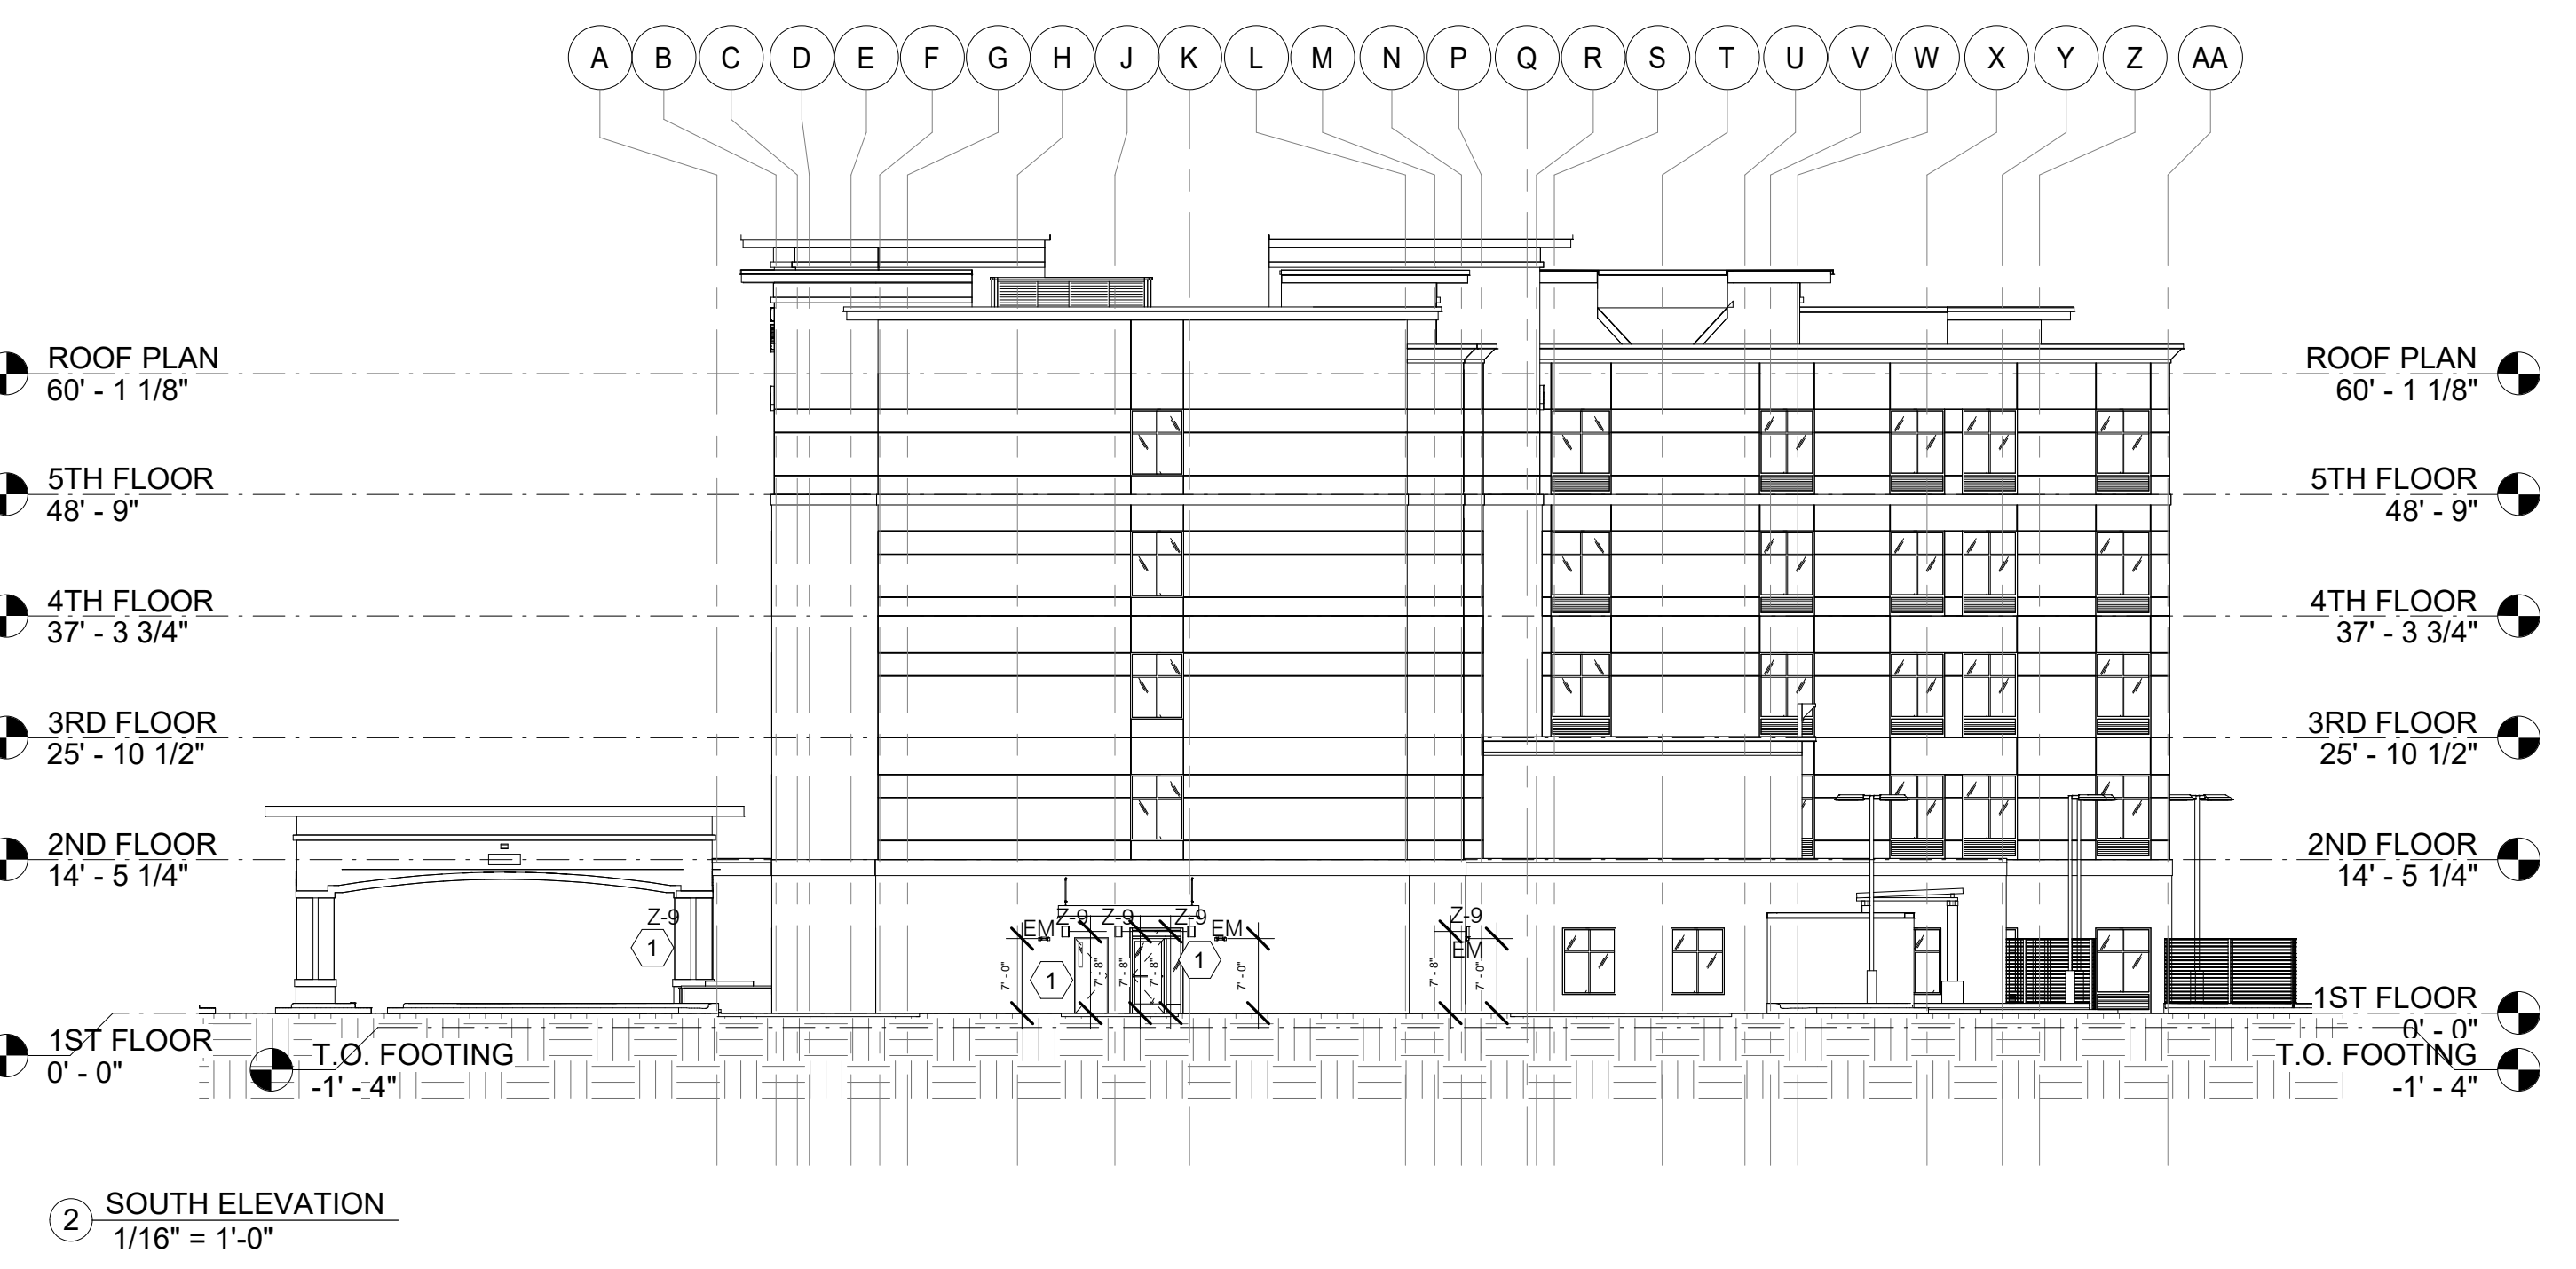 A B C D E F G H J K L M N P Q R S T U V W X Y Z AA
ROOF PLAN
60' - 1 1/8"
ROOF PLAN
60' - 1 1/8"
5TH FLOOR
48' - 9"
5TH FLOOR
48' - 9"
4TH FLOOR
37' - 3 3/4"
4TH FLOOR
37' - 3 3/4"
3RD FLOOR
25' - 10 1/2"
3RD FLOOR
25' - 10 1/2"
2ND FLOOR
14' - 5 1/4"
2ND FLOOR
14' - 5 1/4"
Z-9
1
Z-9 Z-9 Z-9
EM EM
1
1
7' - 0"
7' - 8"
7' - 8"
7' - 8"
7' - 0"
Z-9
EM
7' - 8"
7' - 0"
1ST FLOOR
0' - 0"
1ST FLOOR
0' - 0"
T.O. FOOTING
-1' - 4"
T.O. FOOTING
-1' - 4"
2
SOUTH ELEVATION
1/16" = 1'-0"